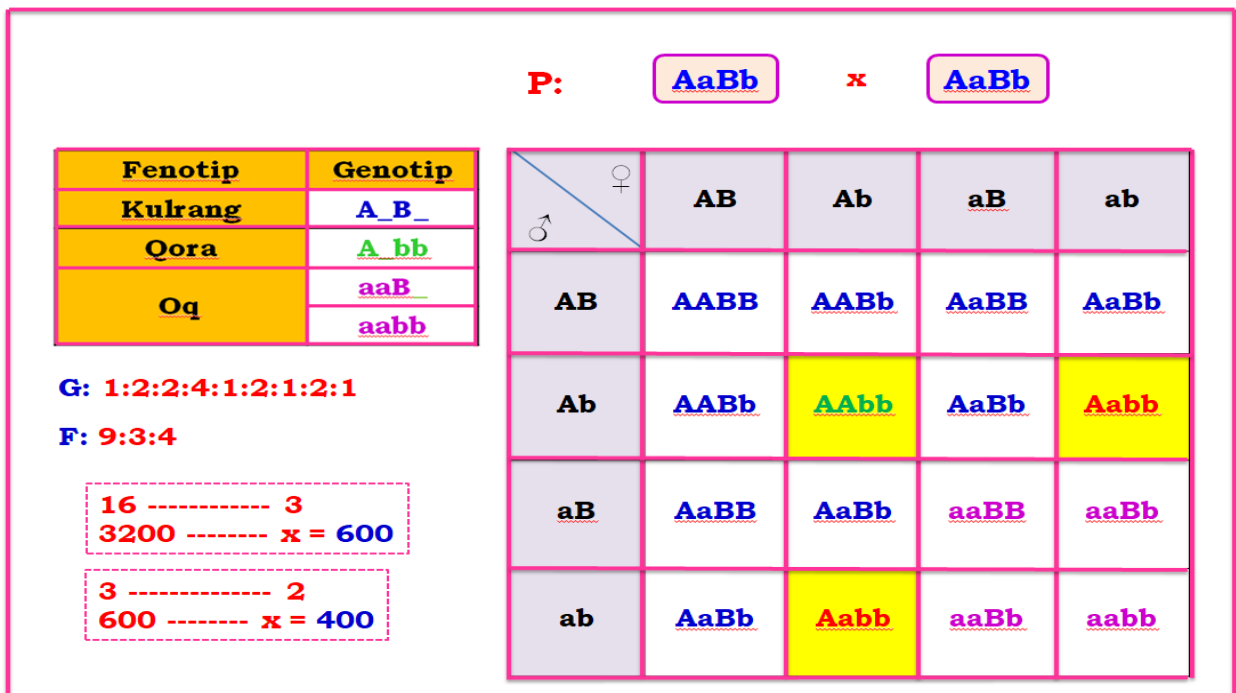 P: AaBb x AaBb
Fenotip Genotip
Kulrang A_B_
Qora A_bb
Oq aaB_
aabb
G: 1:2:2:4:1:2:1:2:1
F: 9:3:4
16 ------------ 3
3200 -------- x = 600
3 -------------- 2
600 -------- x = 400
♀ ♂ AB Ab aB ab
AB AABB AABb AaBB AaBb
Ab AABb AAbb AaBb Aabb
aB AaBB AaBb aaBB aaBb
ab AaBb Aabb aaBb aabb